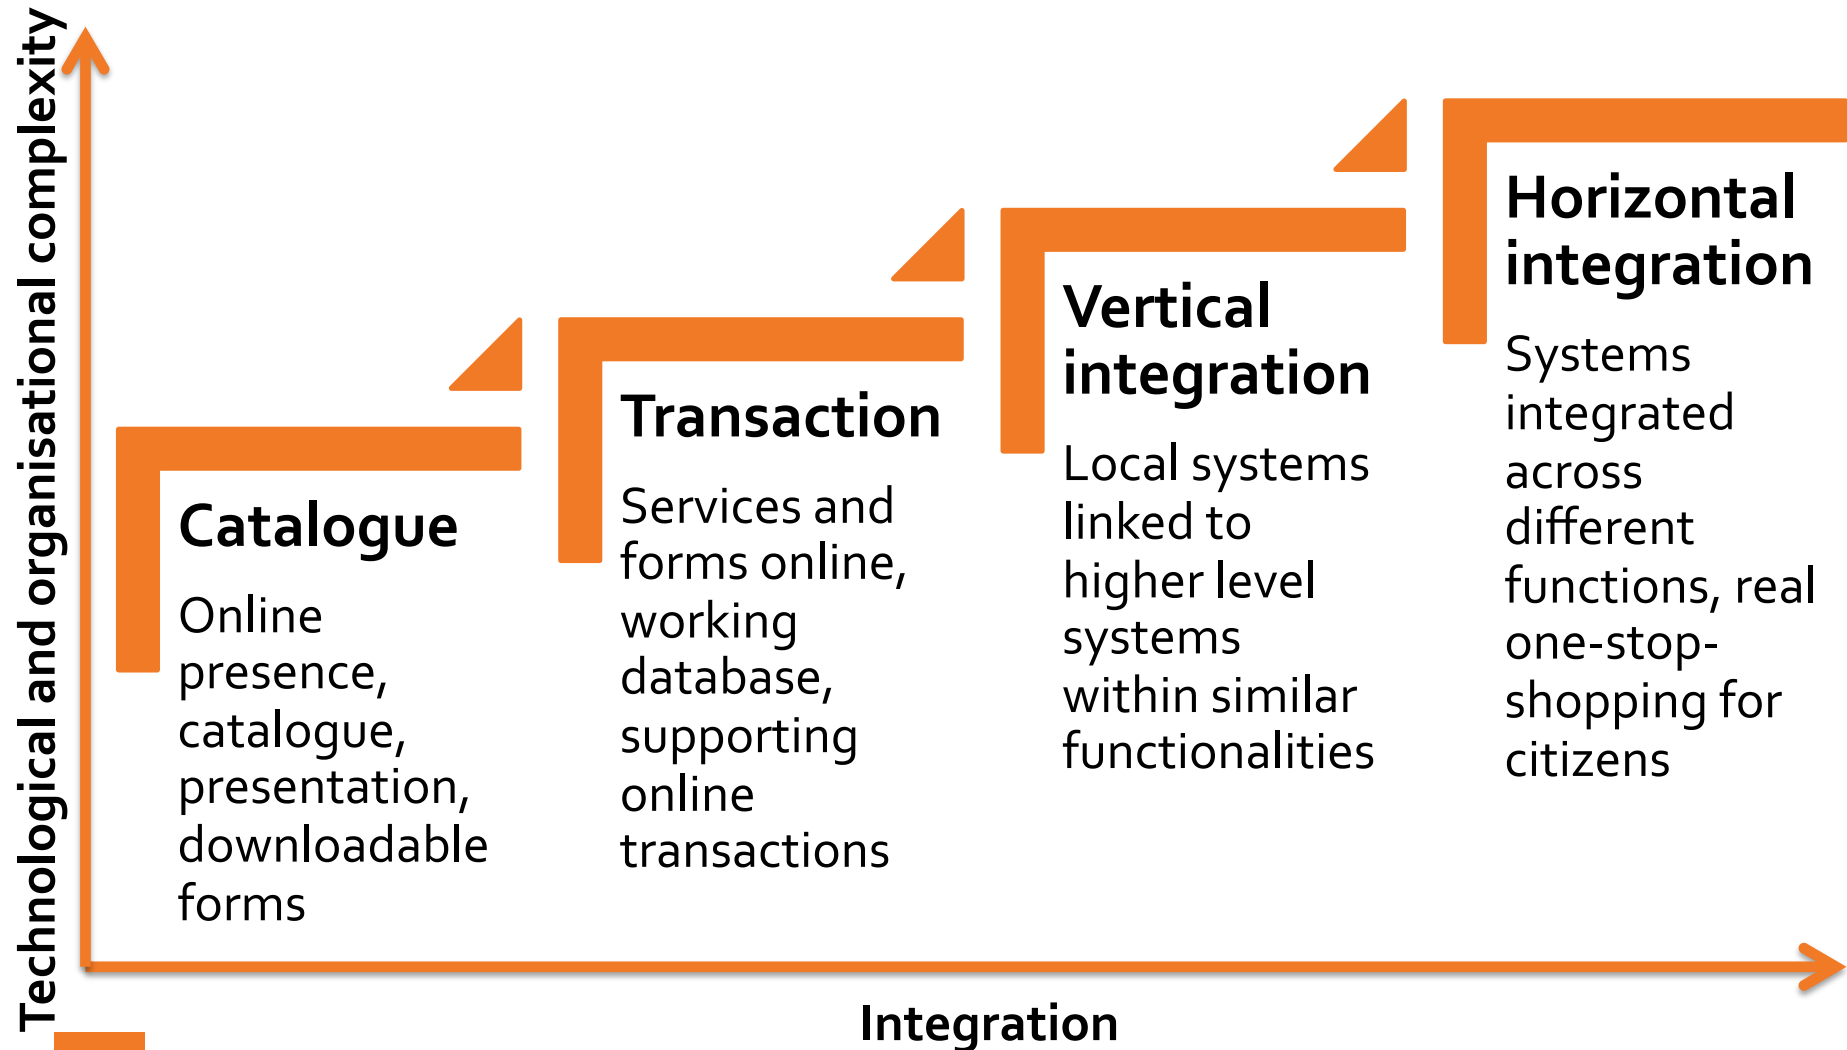 Technological and organisational complexity
Catalogue
Online
presence,
catalogue,
presentation,
downloadable
forms
Transaction
Services and
forms online,
working
database,
supporting
online
transactions
Vertical
integration
Local systems
linked to
higher level
systems
within similar
functionalities
Horizontal
integration
Systems
integrated
across
different
functions, real
one-stop-
shopping for
citizens
Integration